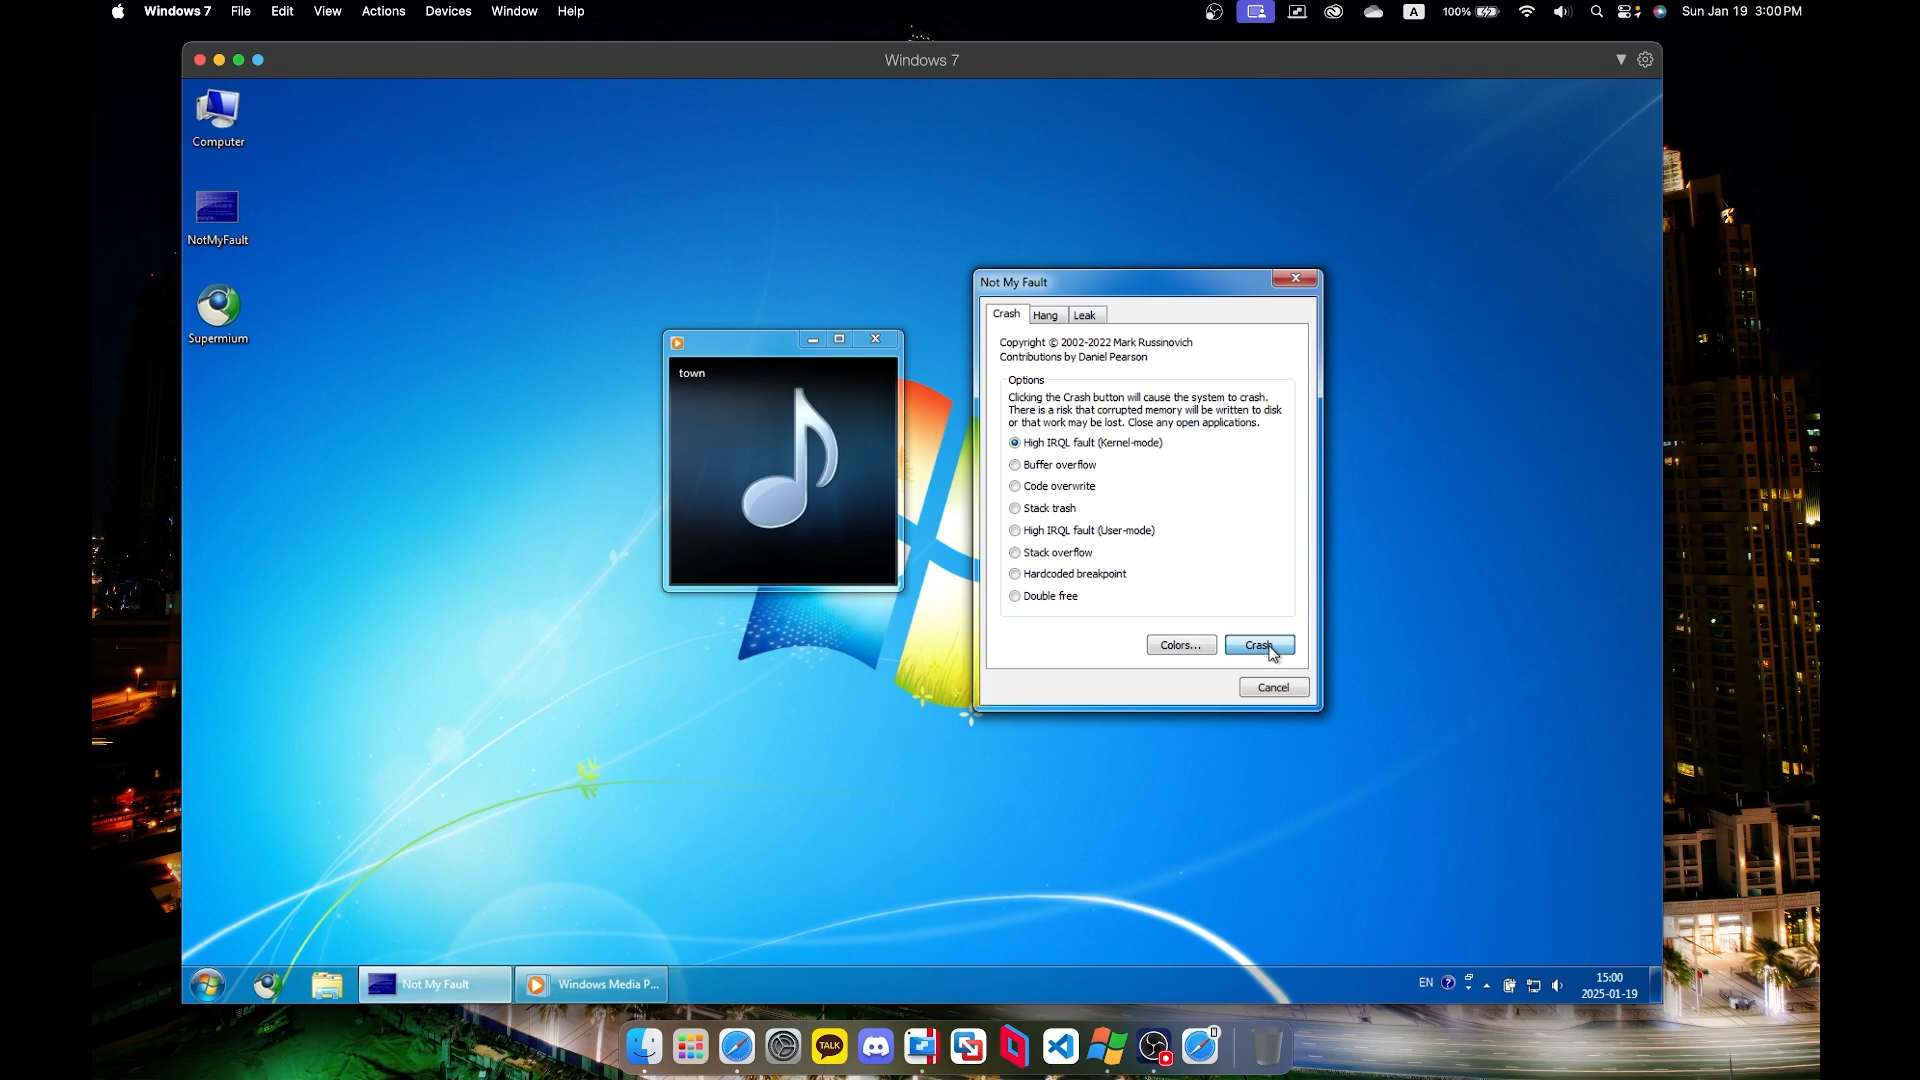 Windows 7 File Edit View Actions Devices Window Help A 100% Sun Jan 19 3:00 PM
Windows 7
Computer
NotMyFault
Supermium
town
Not My Fault
Crash Hang Leak
Copyright © 2002-2022 Mark Russinovich
Contributions by Daniel Pearson
Options
Clicking the Crash button will cause the system to crash.
There is a risk that corrupted memory will be written to disk
or that work may be lost. Close any open applications.
High IRQL fault (Kernel-mode)
Buffer overflow
Code overwrite
Stack trash
High IRQL fault (User-mode)
Stack overflow
Hardcoded breakpoint
Double free
Colors... Crash
Cancel
Not My Fault Windows Media P... EN 15:00
2025-01-19
TALK